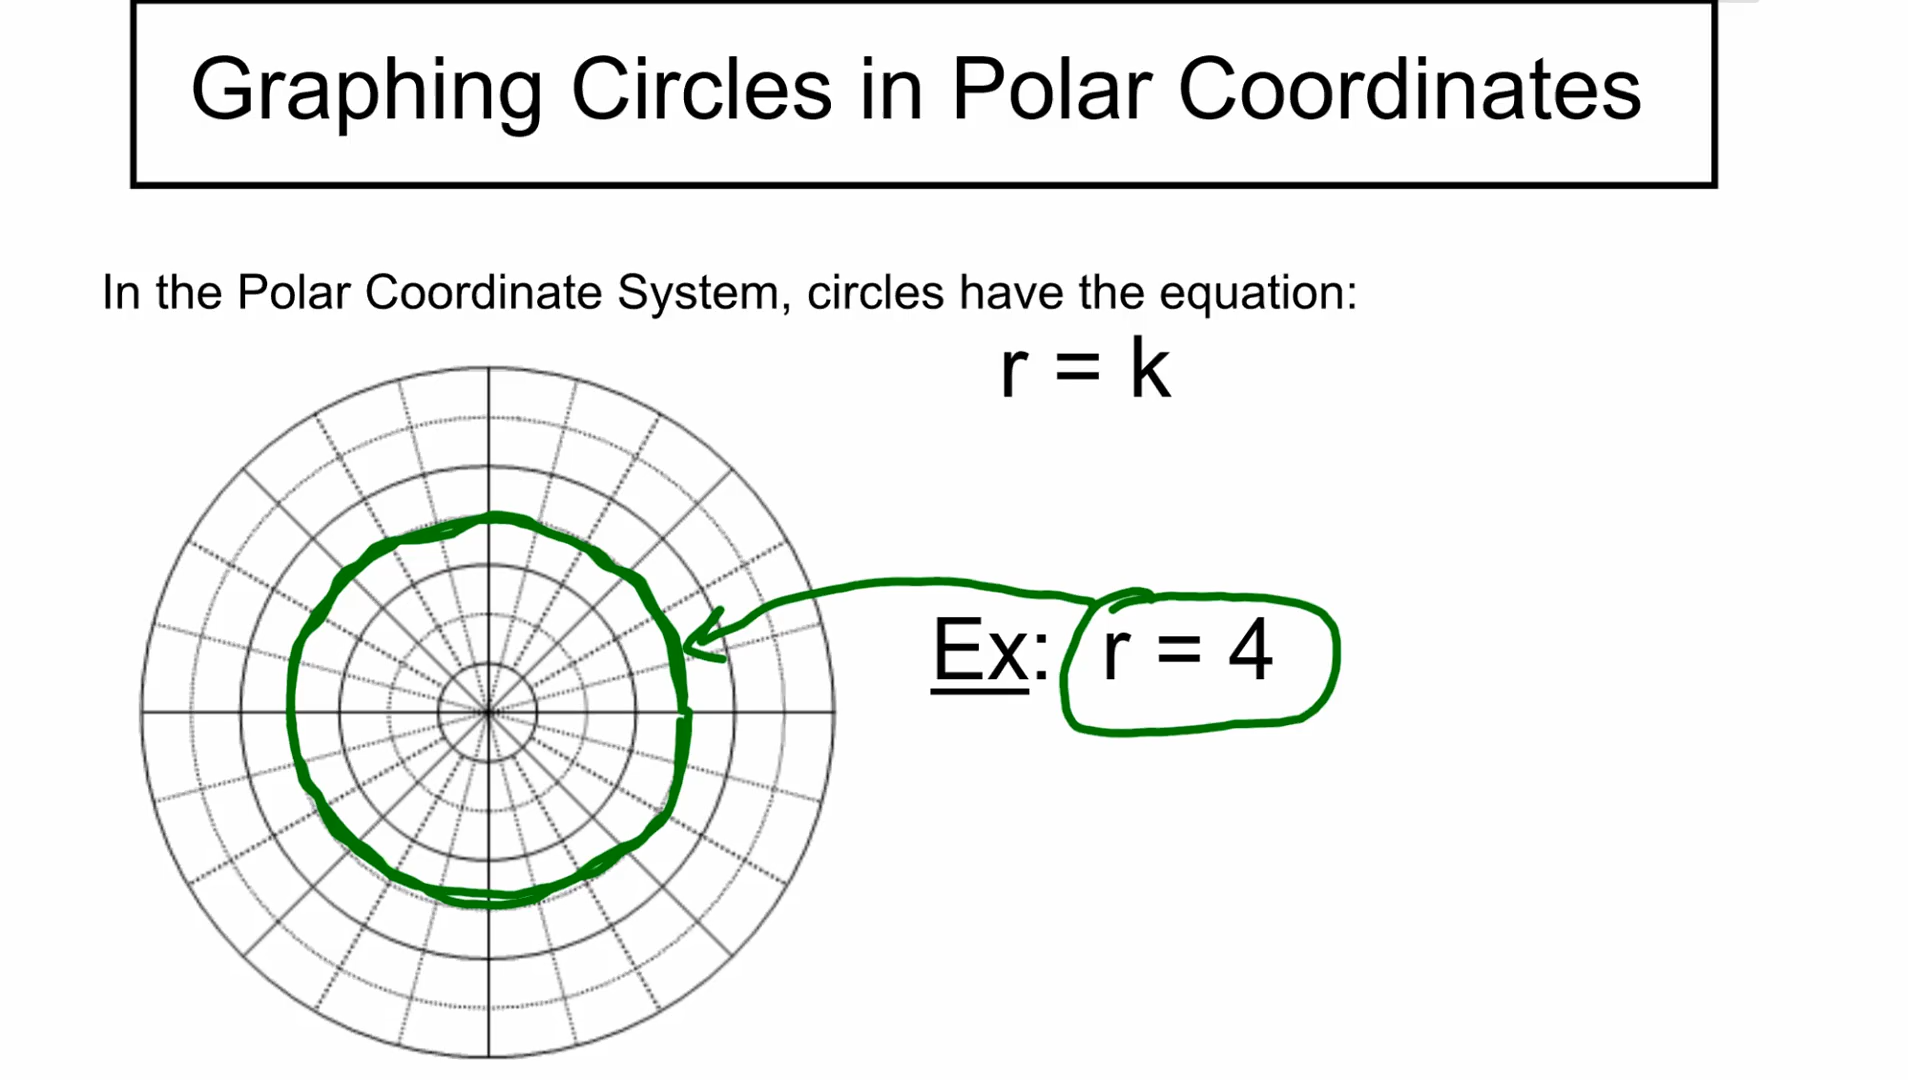 Graphing Circles in Polar Coordinates
In the Polar Coordinate System, circles have the equation:
r = k
Ex: r = 4